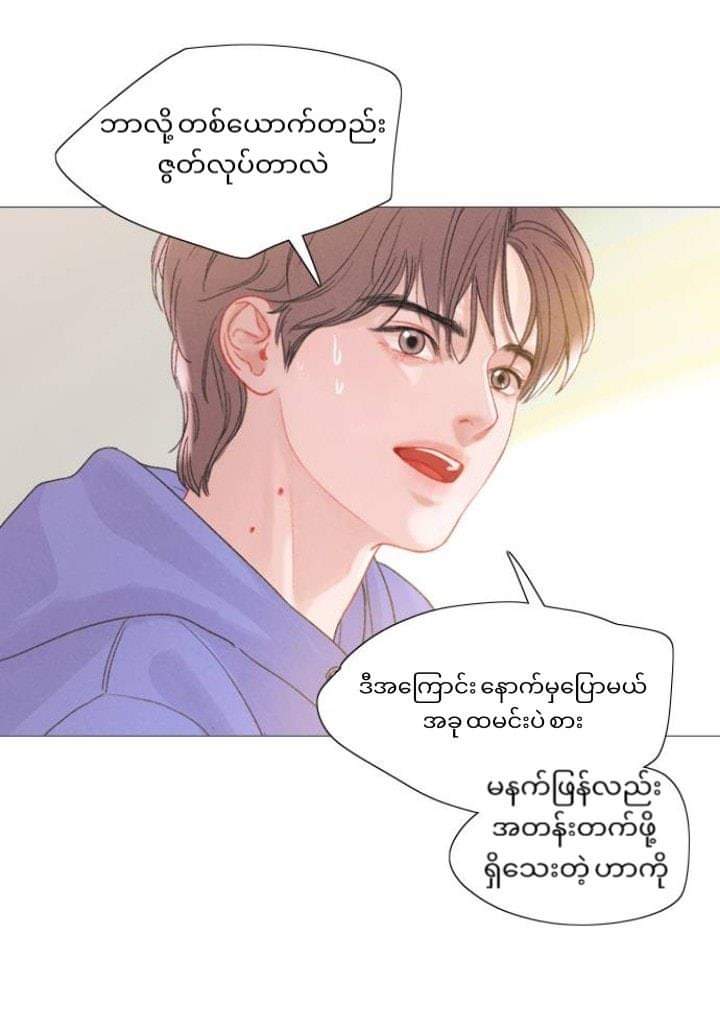 ဘာလို့ တစ်ယောက်တည်း
ဇွတ်လုပ်တာလဲ
ဒီအကြောင်း နောက်မှပြောမယ်
အခု ထမင်းပဲ စား
မနက်ဖြန်လည်း
အတန်းတက်ဖို့
ရှိသေးတဲ့ ဟာကို